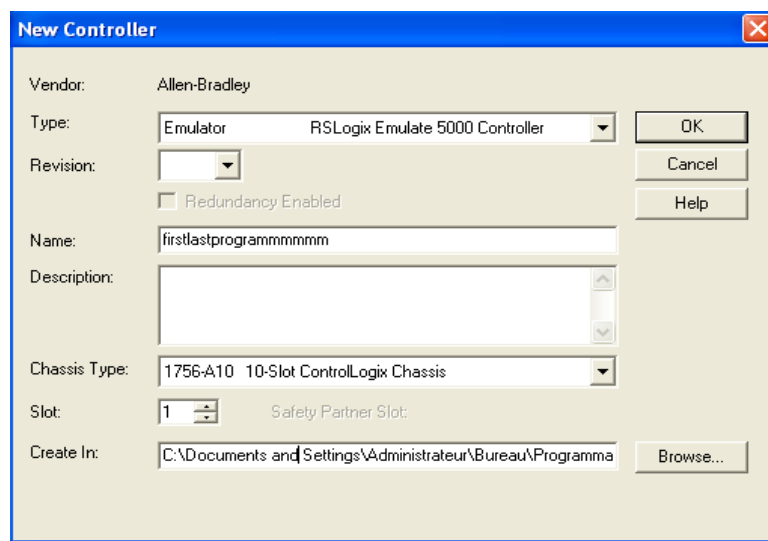 New Controller
Vendor: Allen-Bradley
Type: Emulator RSLogix Emulate 5000 Controller OK
Revision: Cancel
Redundancy Enabled Help
Name: firstlastprogrammmmmm
Description:
Chassis Type: 1756-A10 10-Slot ControlLogix Chassis
Slot: 1 Safety Partner Slot:
Create In: C:\Documents and Settings\Administrateur\Bureau\Programma Browse...